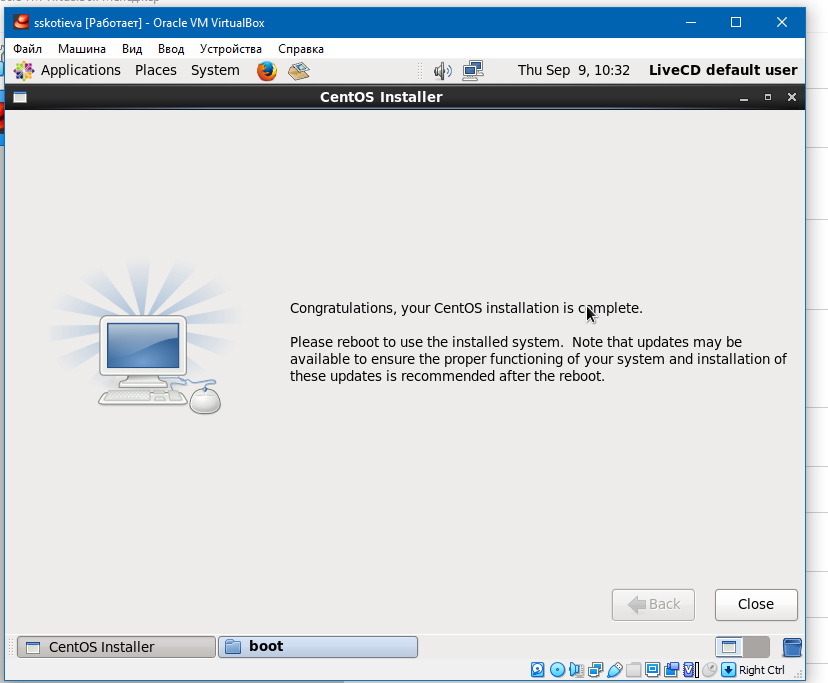 sskotieva [Работает] - Oracle VM VirtualBox
Файл Машина Вид Ввод Устройства Справка
Applications Places System Thu Sep 9, 10:32 LiveCD default user
CentOS Installer
Congratulations, your CentOS installation is complete.
Please reboot to use the installed system. Note that updates may be
available to ensure the proper functioning of your system and installation of
these updates is recommended after the reboot.
Back Close
CentOS Installer boot
Right Ctrl